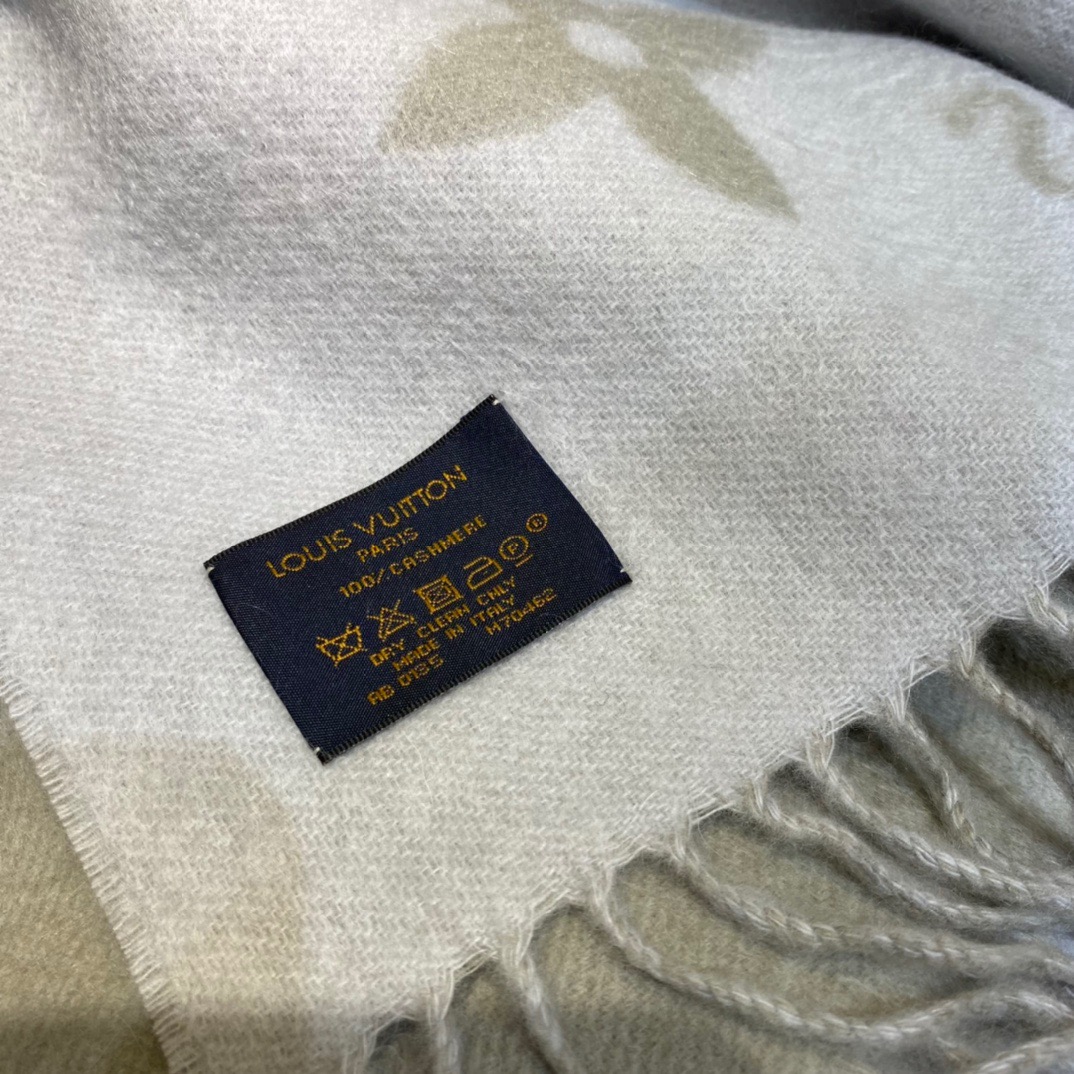 LOUIS VUITTON
PARIS
100% CASHMERE
P ®
DRY CLEAN ONLY
MADE IN ITALY
AB 0135 M70462